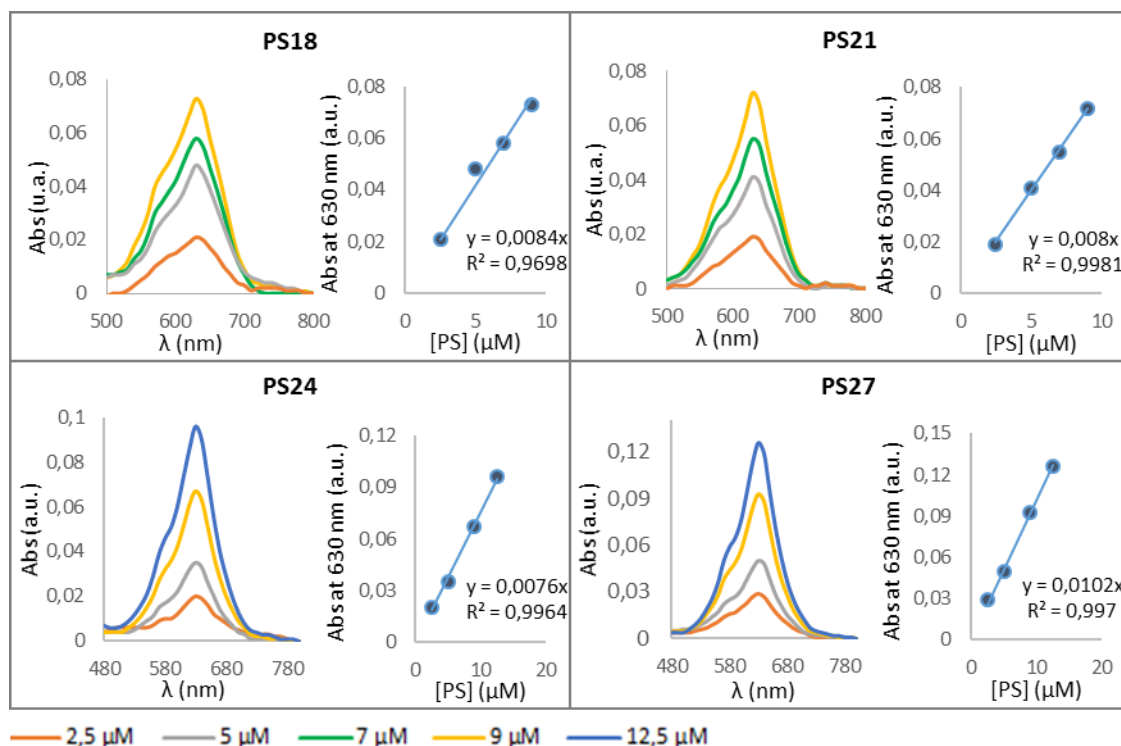 PS18
Abs (u.a.)
0,08
0,06
0,04
0,02
0
500 600 700 800
λ (nm)
Abs at 630 nm (a.u.)
0,08
0,06
0,04
0,02
0
y = 0,0084x
R² = 0,9698
0 5 10
[PS] (μM)
PS21
Abs (u.a.)
0,08
0,06
0,04
0,02
0
500 600 700 800
λ (nm)
Abs at 630 nm (a.u.)
0,08
0,06
0,04
0,02
0
y = 0,008x
R² = 0,9981
0 5 10
[PS] (μM)
PS24
Abs (a.u.)
0,1
0,08
0,06
0,04
0,02
0
480 580 680 780
λ (nm)
Abs at 630 nm (a.u.)
0,12
0,09
0,06
0,03
0
y = 0,0076x
R² = 0,9964
0 10 20
[PS] (μM)
PS27
Abs (a.u.)
0,12
0,09
0,06
0,03
0
480 580 680 780
λ (nm)
Abs at 630 nm (a.u.)
0,15
0,12
0,09
0,06
0,03
0
y = 0,0102x
R² = 0,997
0 10 20
[PS] (μM)
2,5 μM 5 μM 7 μM 9 μM 12,5 μM